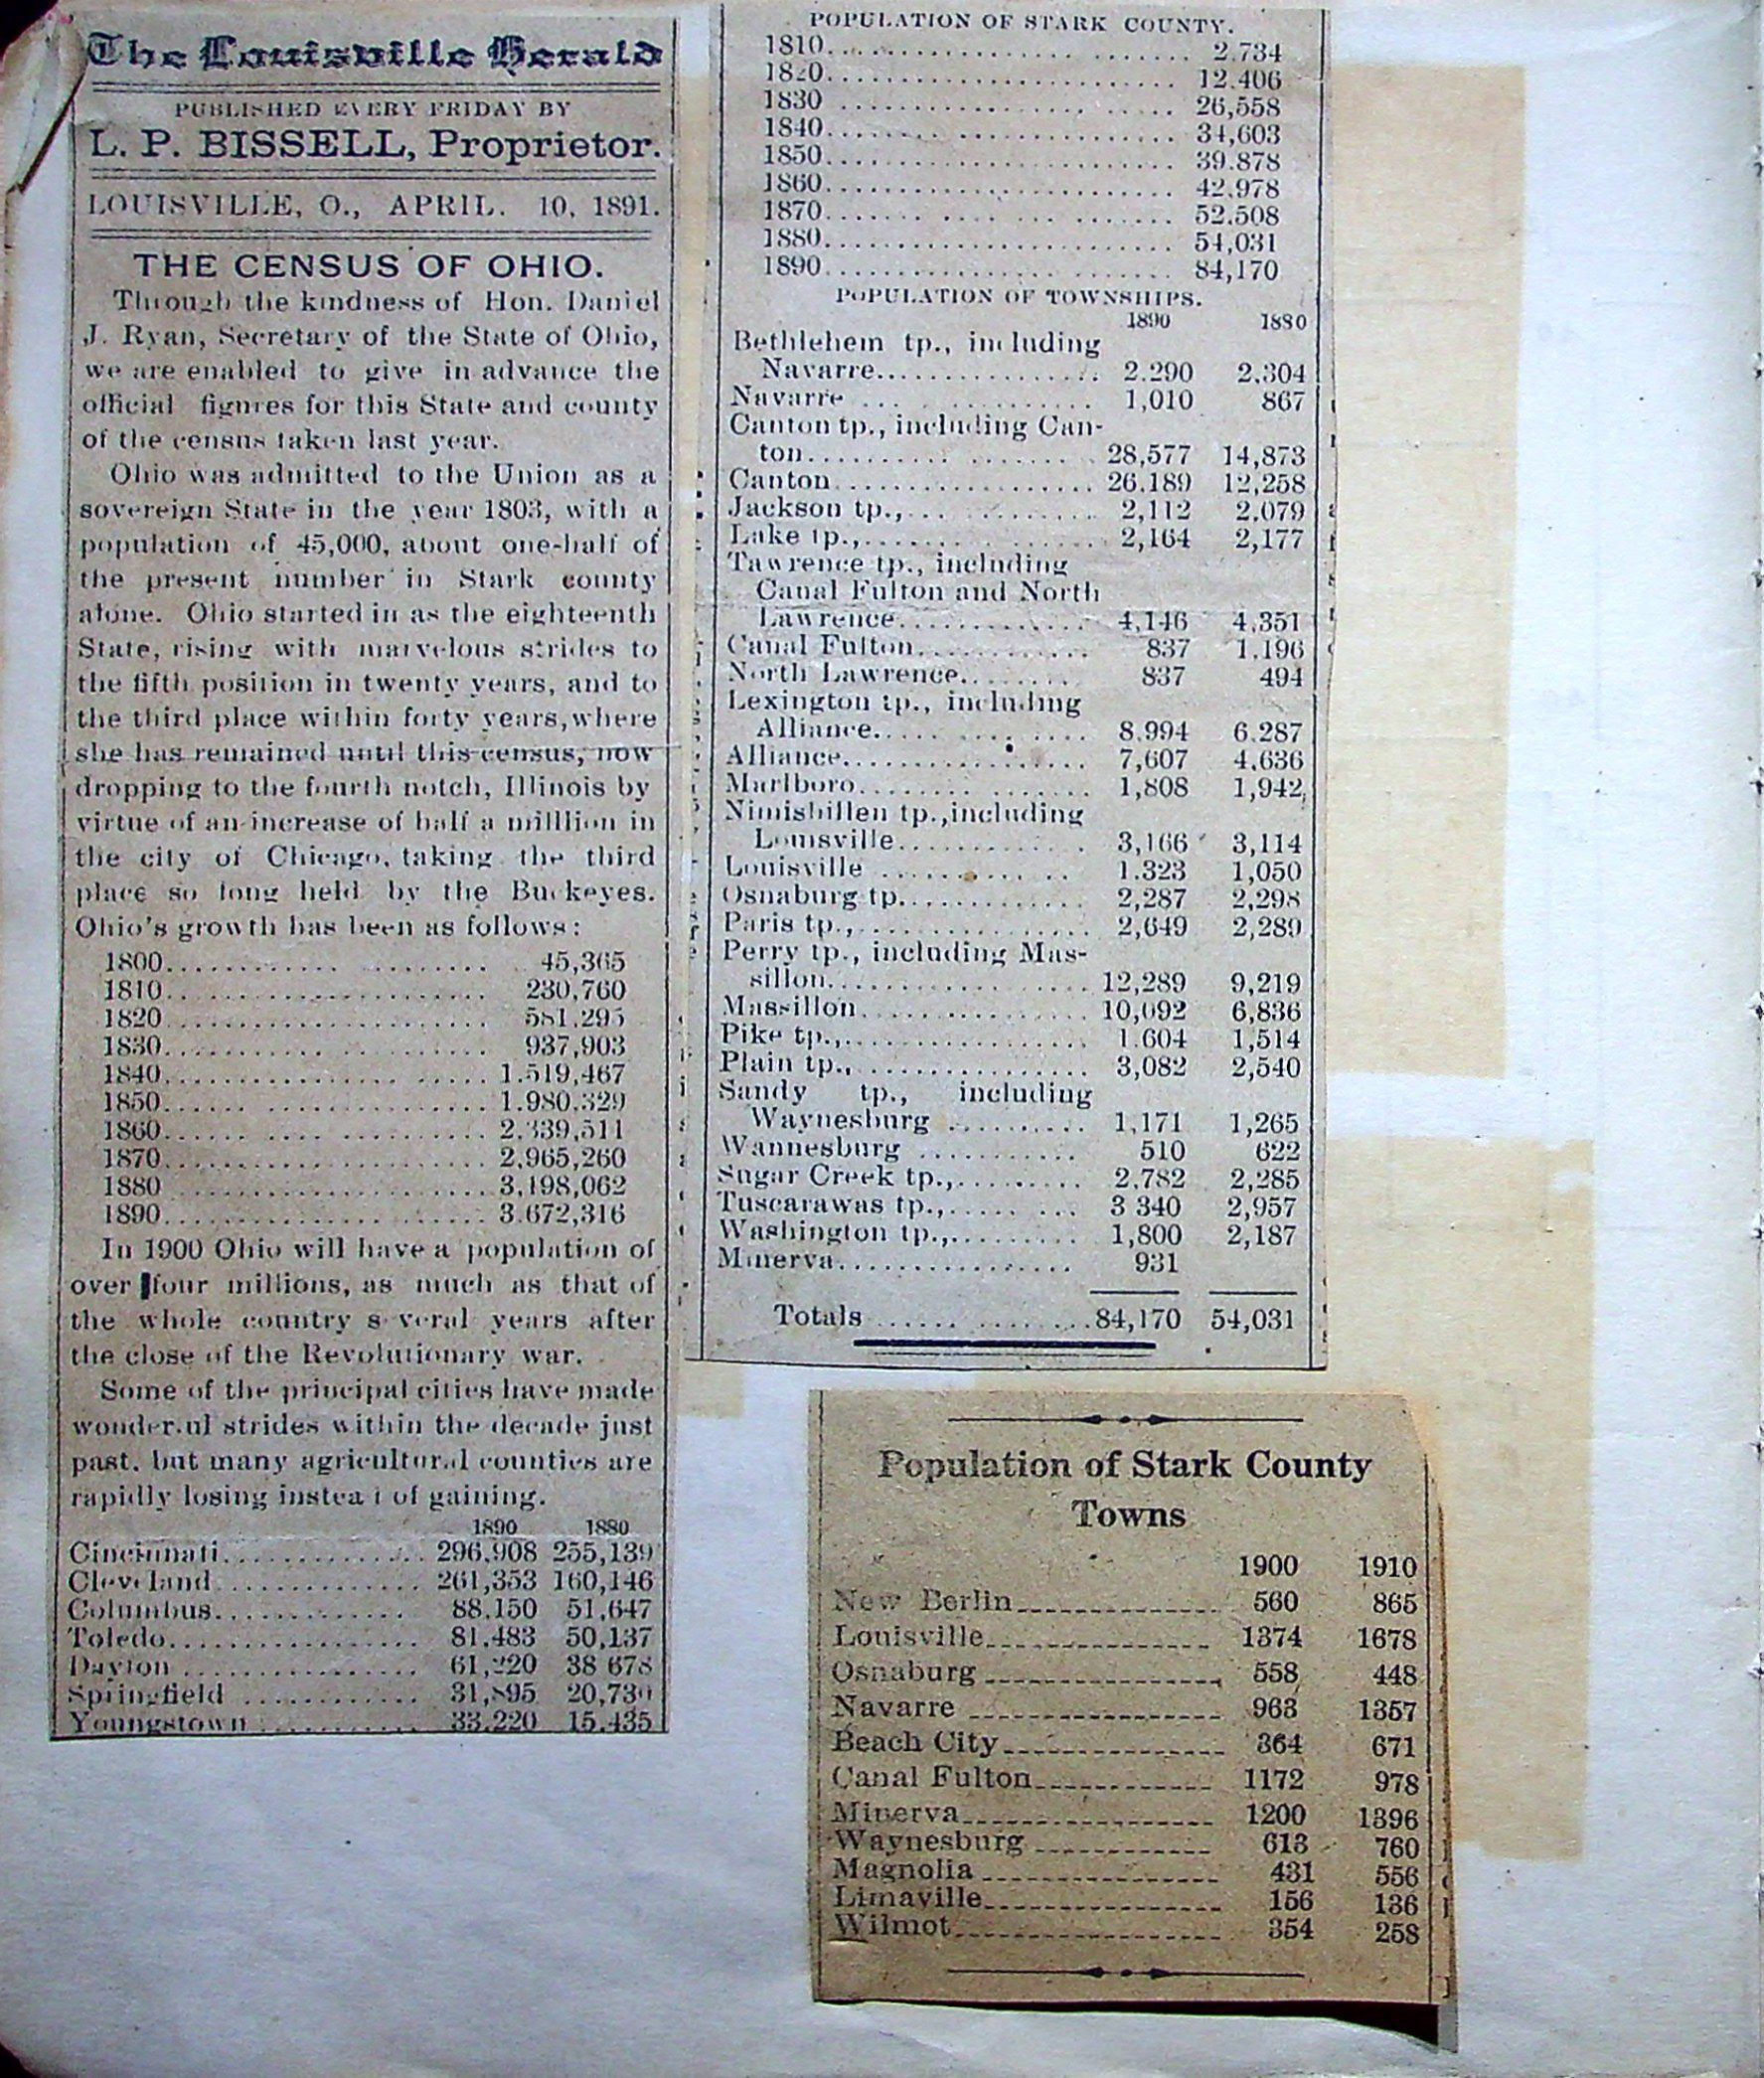 The Louisville Herald
PUBLISHED EVERY FRIDAY BY
L. P. BISSELL, Proprietor.
LOUISVILLE, O., APRIL. 10, 1891.
THE CENSUS OF OHIO.
Through the kindness of Hon. Daniel
J. Ryan, Secretary of the State of Ohio,
we are enabled to give in advance the
official figures for this State and county
of the census taken last year.
Ohio was admitted to the Union as a
sovereign State in the year 1803, with a
population of 45,000, about one-half of
the present number in Stark county
alone. Ohio started in as the eighteenth
State, rising with marvelous strides to
the fifth position in twenty years, and to
the third place within forty years, where
she has remained until this census, now
dropping to the fourth notch, Illinois by
virtue of an increase of half a milllion in
the city of Chicago, taking the third
place so long held by the Buckeyes.
Ohio's growth has been as follows:
1800.................... 45,365
1810.................... 230,760
1820.................... 581,295
1830.................... 937,903
1840.................... 1.519,467
1850.................... 1.980.329
1860.................... 2.339,511
1870.................... 2,965,260
1880.................... 3,198,062
1890.................... 3.672,316
In 1900 Ohio will have a population of
over four millions, as much as that of
the whole country s veral years after
the close of the Revolutionary war.
Some of the principal cities have made
wonder.ul strides within the decade just
past, but many agricultural counties are
rapidly losing instea i of gaining.
1890 1880
Cincinnati.............. 296,908 255,139
Cleveland.............. 261,353 160,146
Columbus.............. 88,150 51,647
Toledo.................. 81,483 50,137
Dayton ................ 61,220 38 678
Springfield ............ 31,895 20,730
Youngstown ............ 33,220 15,435
POPULATION OF STARK COUNTY.
1810........................ 2,734
1820........................ 12.406
1830 ........................ 26,558
1840........................ 34,603
1850........................ 39.878
1860........................ 42,978
1870........................ 52,508
1880........................ 54,031
1890........................ 84,170
POPULATION OF TOWNSHIPS.
1890 1880
Bethlehem tp., including
Navarre................ 2.290 2,304
Navarre ................ 1,010 867
Canton tp., including Can-
ton.................... 28,577 14,873
Canton.................. 26.189 12,258
Jackson tp.,............ 2,112 2,079
Lake tp.,................ 2,164 2,177
Tawrence tp., including
Canal Fulton and North
Lawrence............. 4,146 4,351
Canal Fulton............ 837 1,196
North Lawrence........ 837 494
Lexington tp., including
Alliance............... 8,994 6,287
Alliance................. 7,607 4,636
Marlboro................ 1,808 1,942
Nimishillen tp.,including
Louisville............. 3,166 3,114
Louisville ............ 1.323 1,050
Osnaburg tp............. 2,287 2,298
Paris tp.,................ 2,649 2,289
Perry tp., including Mas-
sillon.................. 12,289 9,219
Massillon................ 10,092 6,836
Pike tp.,................. 1.604 1,514
Plain tp.,................ 3,082 2,540
Sandy tp., including
Waynesburg .......... 1,171 1,265
Wannesburg ........... 510 622
Sugar Creek tp.,......... 2,782 2,285
Tuscarawas tp.,......... 3 340 2,957
Washington tp.,......... 1,800 2,187
Minerva................. 931
Totals ................84,170 54,031
Population of Stark County
Towns
1900 1910
New Berlin 560 865
Louisville 1374 1678
Osnaburg 558 448
Navarre 963 1357
Beach City 364 671
Canal Fulton 1172 978
Minerva 1200 1396
Waynesburg 613 760
Magnolia 431 556
Limaville 156 136
Wilmot 354 258